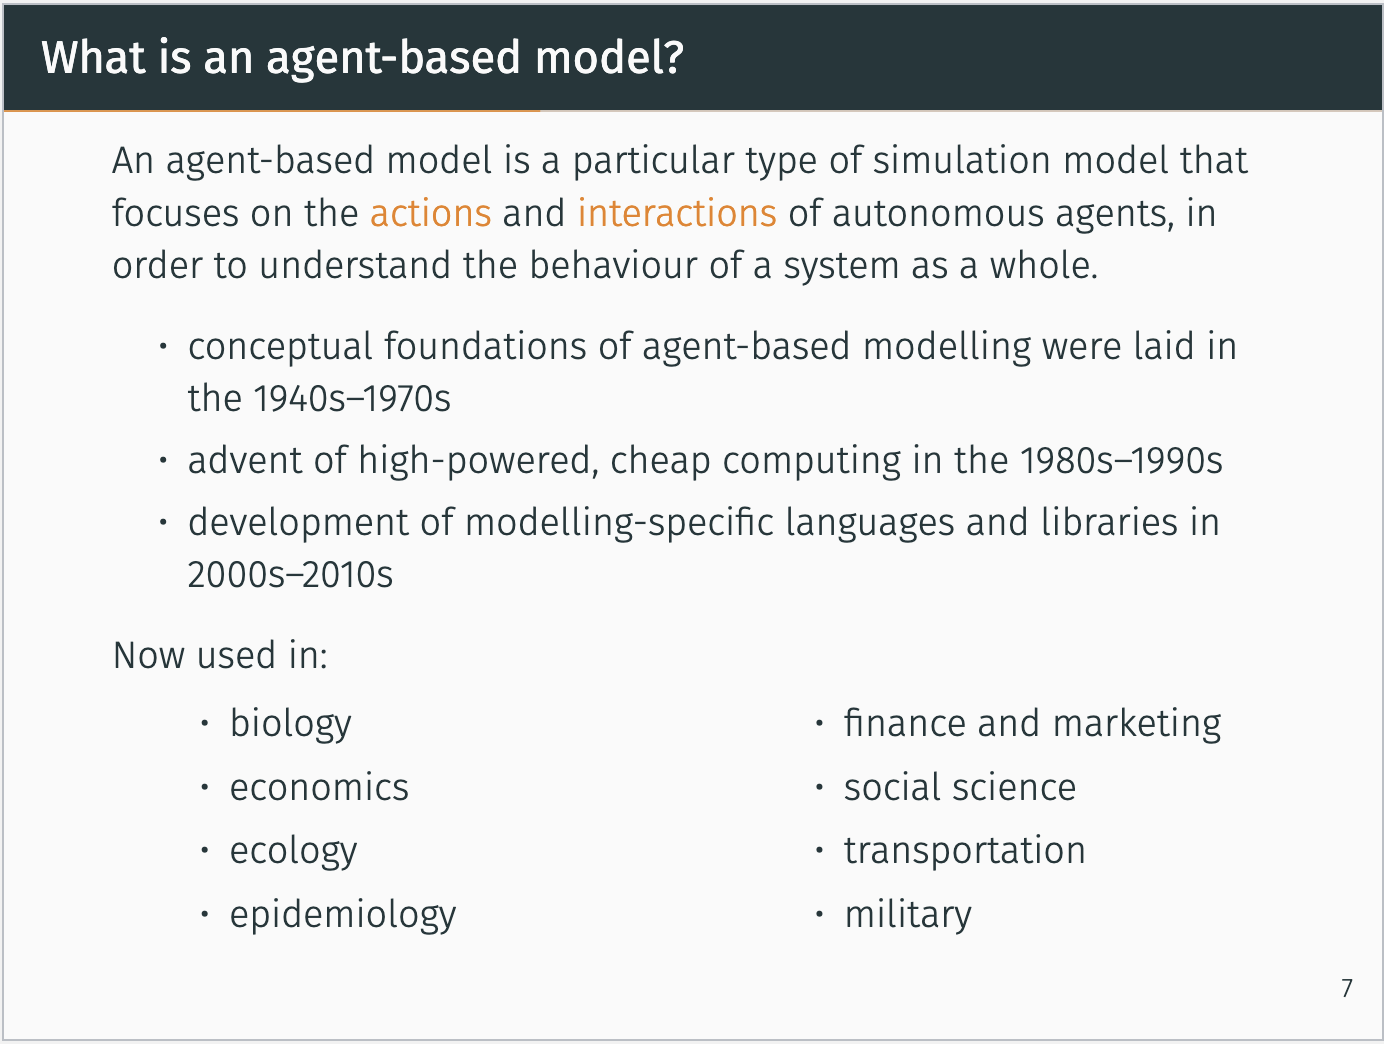 What is an agent-based model?
An agent-based model is a particular type of simulation model that
focuses on the actions and interactions of autonomous agents, in
order to understand the behaviour of a system as a whole.
• conceptual foundations of agent-based modelling were laid in
the 1940s–1970s
• advent of high-powered, cheap computing in the 1980s–1990s
• development of modelling-specific languages and libraries in
2000s–2010s
Now used in:
• biology
• economics
• ecology
• epidemiology
• finance and marketing
• social science
• transportation
• military
7